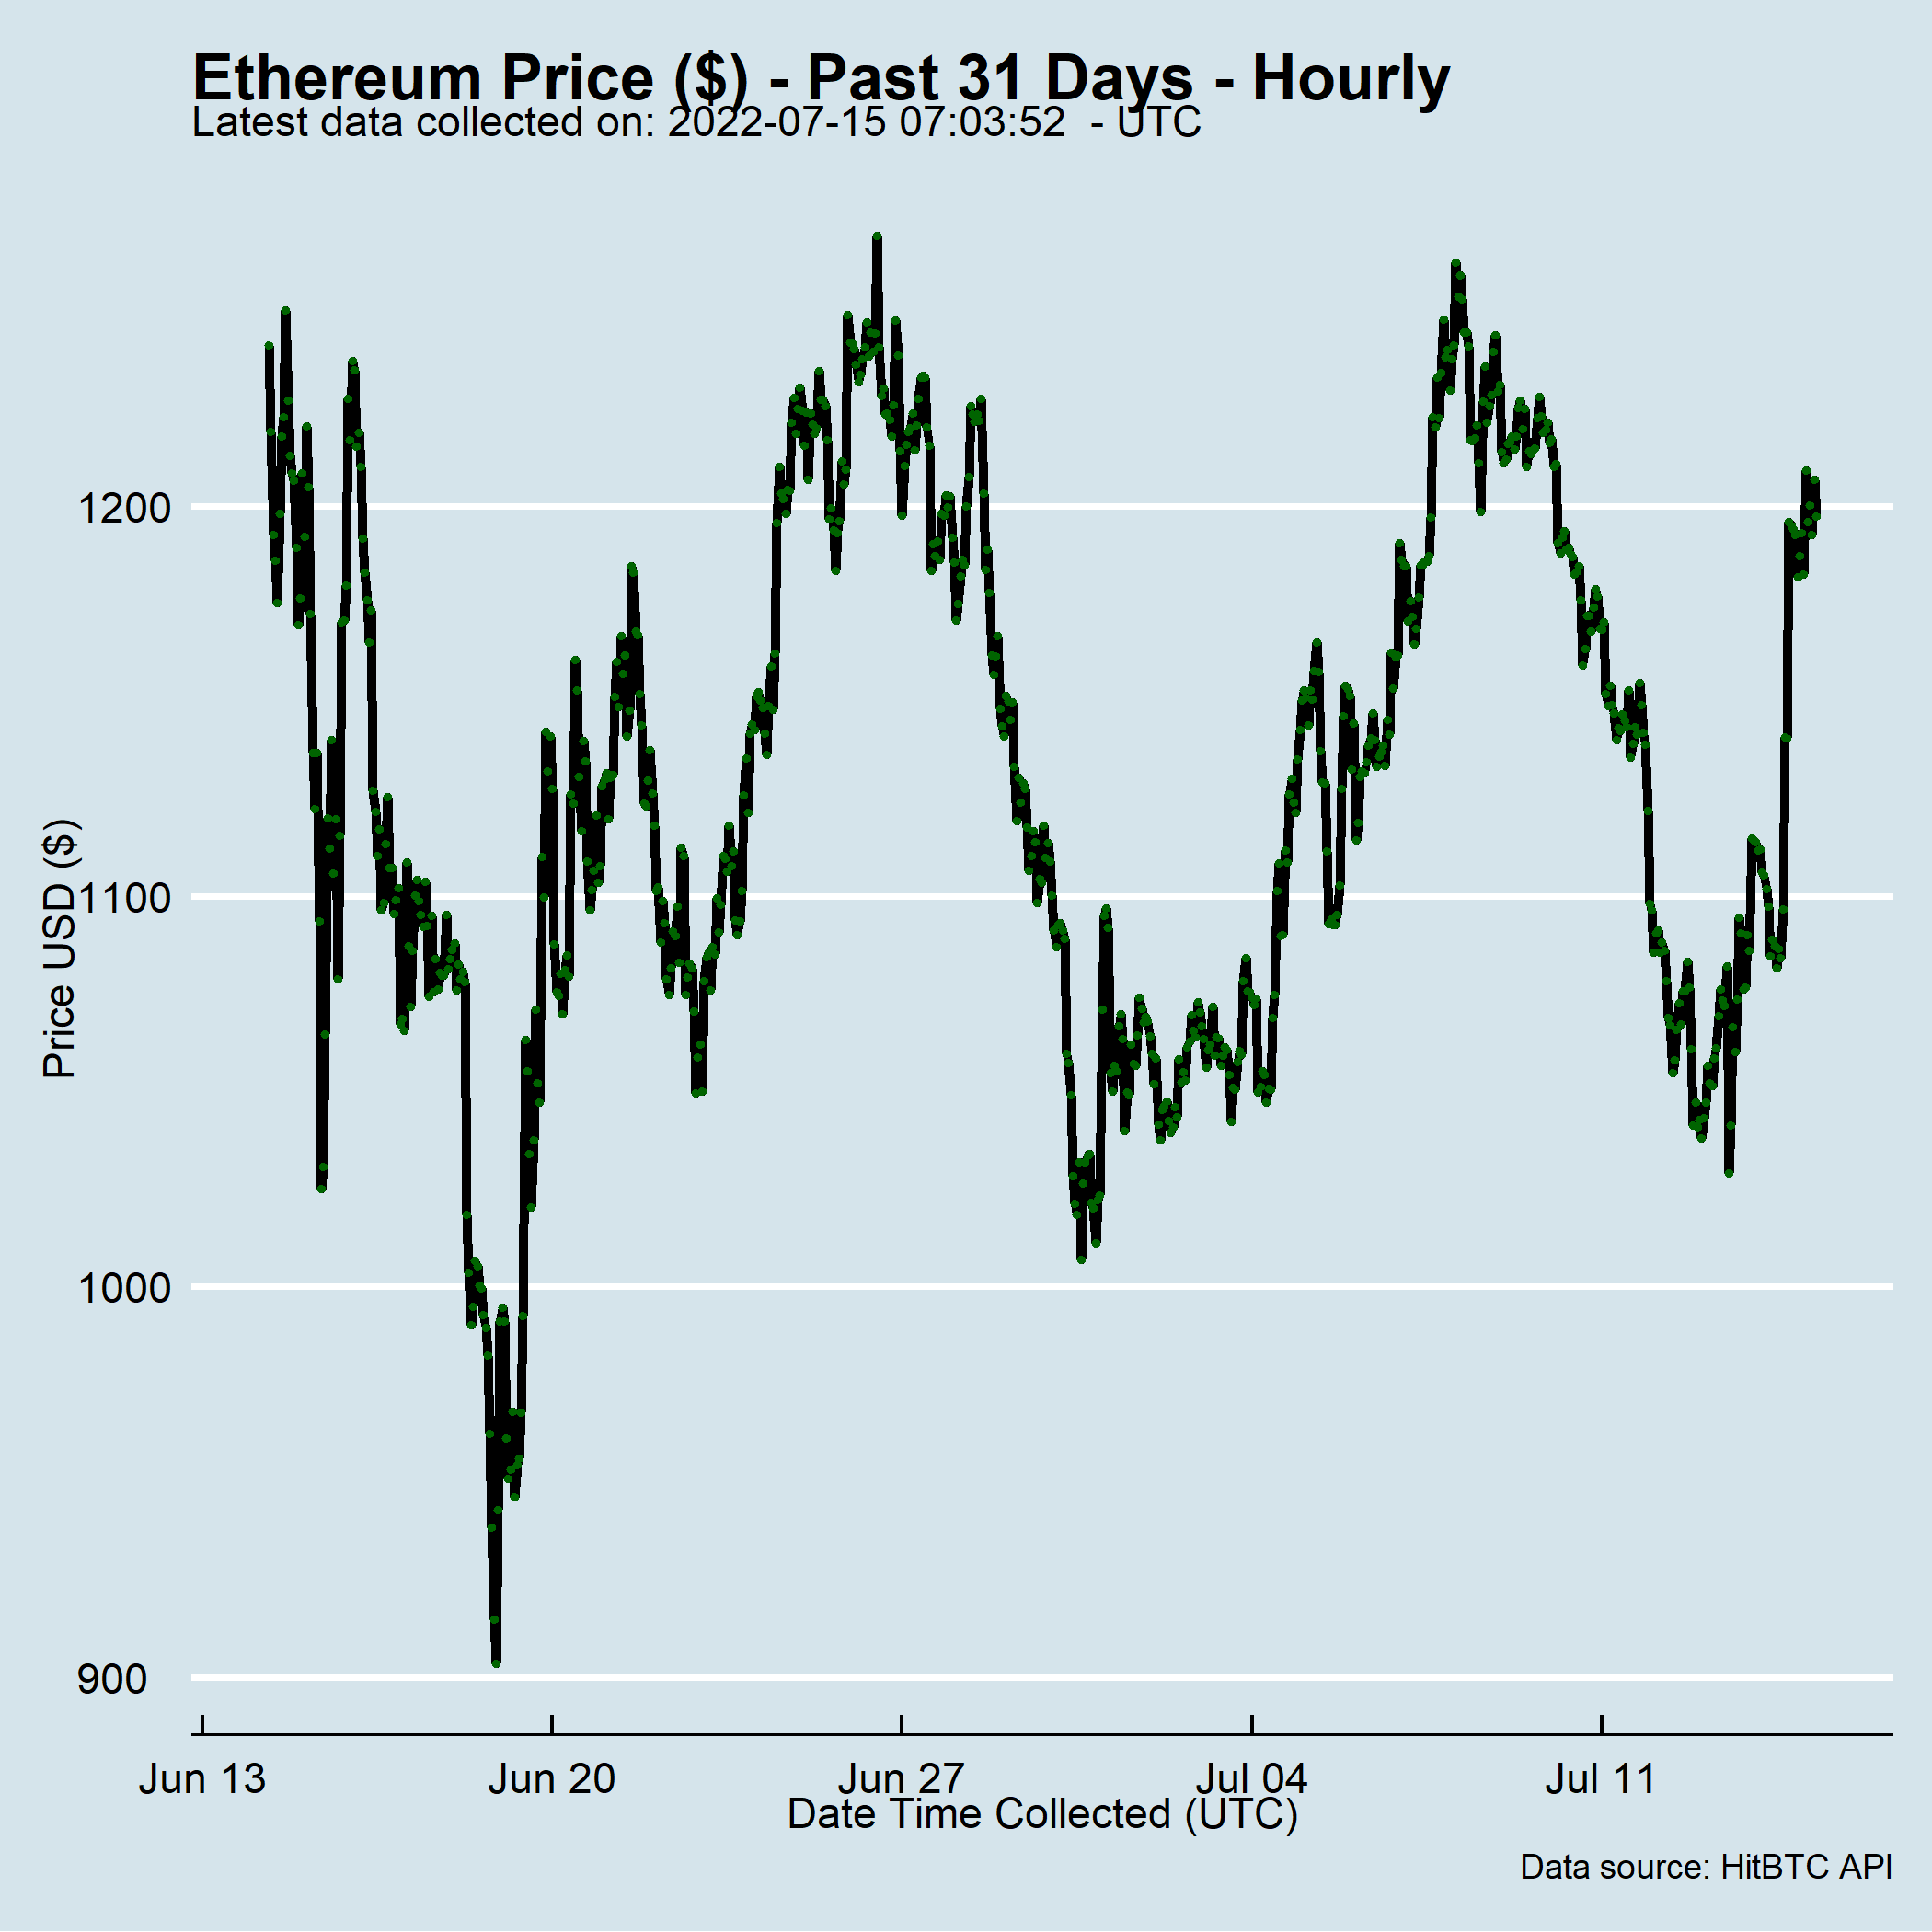 Ethereum Price ($) - Past 31 Days - Hourly
Latest data collected on: 2022-07-15 07:03:52  - UTC
Price USD ($)
1200
1100
1000
900
Jun 13
Jun 20
Jun 27
Jul 04
Jul 11
Date Time Collected (UTC)
Data source: HitBTC API